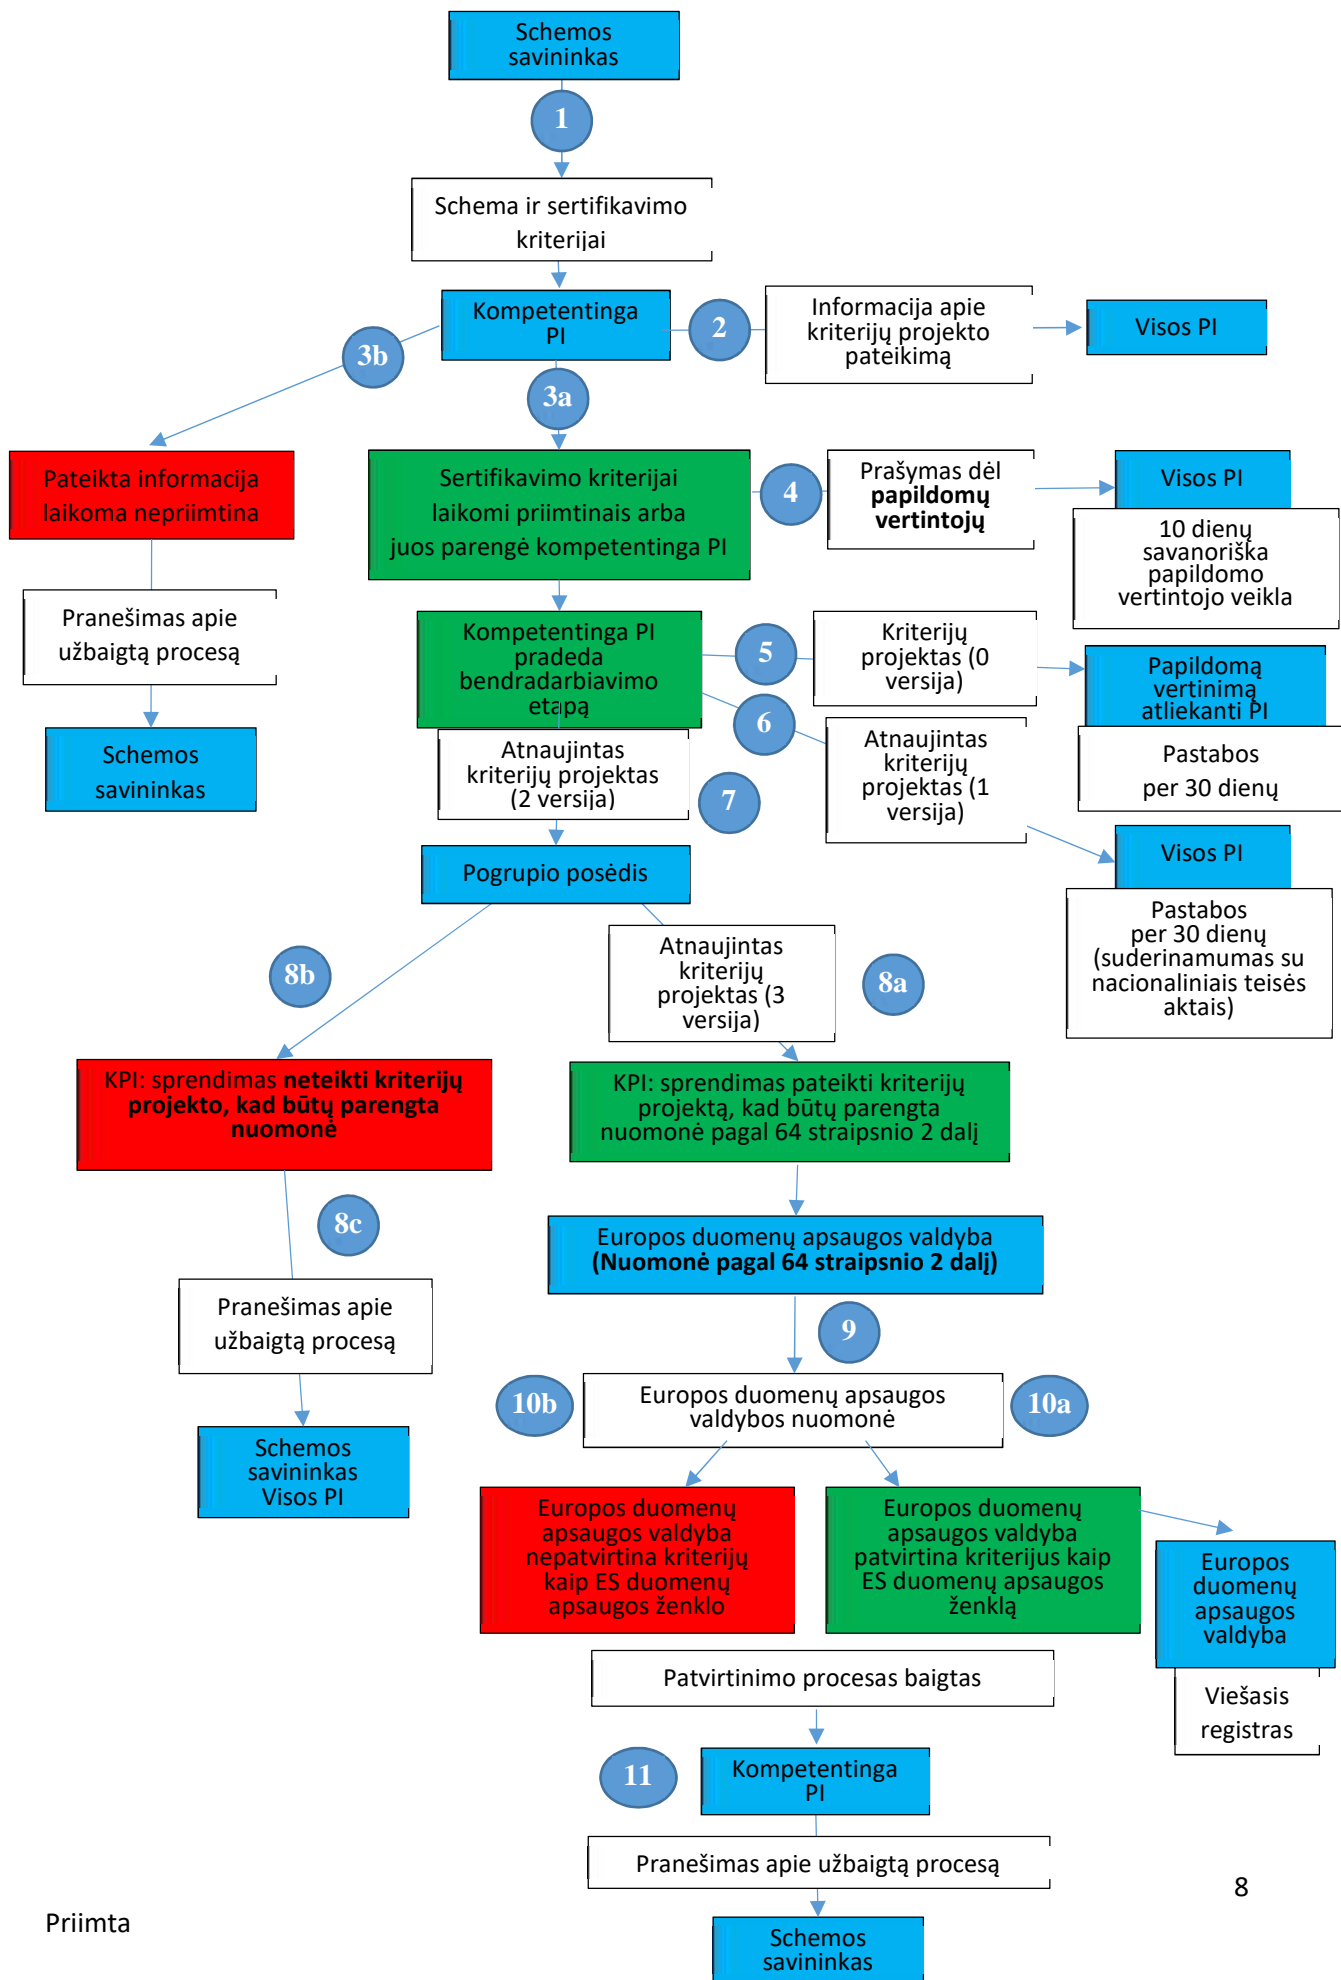 Schemos
savininkas
1
Schema ir sertifikavimo
kriterijai
Kompetentinga
PI
2
Informacija apie
kriterijų projekto
pateikimą
Visos PI
3b
3a
Pateikta informacija
laikoma nepriimtina
Sertifikavimo kriterijai
laikomi priimtinais arba
juos parengė kompetentinga PI
4
Prašymas dėl
papildomų
vertintojų
Visos PI
10 dienų
savanoriška
papildomo
vertintojo veikla
Pranešimas apie
užbaigtą procesą
Schemos
savininkas
Kompetentinga PI
pradeda
bendradarbiavimo
etapą
5
Kriterijų
projektas (0
versija)
Papildomą
vertinimą
atliekanti PI
Pastabos
per 30 dienų
6
Atnaujintas
kriterijų
projektas (1
versija)
Visos PI
Pastabos
per 30 dienų
(suderinamumas su
nacionaliniais teisės
aktais)
Atnaujintas
kriterijų projektas
(2 versija)
7
Pogrupio posėdis
8b
Atnaujintas
kriterijų
projektas (3
versija)
8a
KPI: sprendimas neteikti kriterijų
projekto, kad būtų parengta
nuomonė
KPI: sprendimas pateikti kriterijų
projektą, kad būtų parengta
nuomonė pagal 64 straipsnio 2 dalį
8c
Pranešimas apie
užbaigtą procesą
Schemos
savininkas
Visos PI
Europos duomenų apsaugos valdyba
(Nuomonė pagal 64 straipsnio 2 dalį)
9
10b
Europos duomenų apsaugos
valdybos nuomonė
10a
Europos duomenų
apsaugos valdyba
nepatvirtina kriterijų
kaip ES duomenų
apsaugos ženklo
Europos duomenų
apsaugos valdyba
patvirtina kriterijus kaip
ES duomenų apsaugos
ženklą
Europos
duomenų
apsaugos
valdyba
Viešasis
registras
Patvirtinimo procesas baigtas
11
Kompetentinga
PI
Pranešimas apie užbaigtą procesą
Schemos
savininkas
8
Priimta